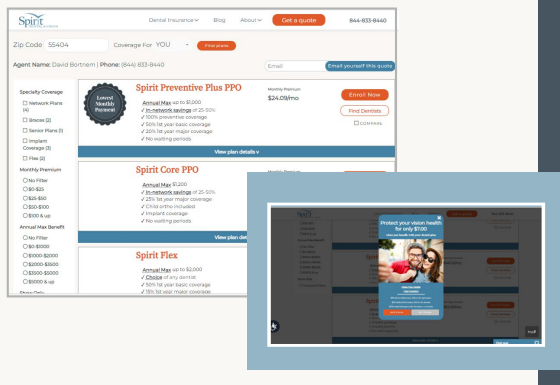 Spirit
Dental Insurance
Blog
About
Get a quote
844-833-8440
Zip Code 55404
Coverage For YOU
Find plans
Agent Name: David Bortnem | Phone: (844) 833-8440
Email
Email yourself this quote
Specialty Coverage
Network Plans (4)
Braces (2)
Senior Plans (1)
Implant Coverage (3)
Flex (2)
Monthly Premium
No Filter
$0-$25
$25-$50
$50-$100
$100 & up
Annual Max Benefit
No Filter
$0-$1000
$1000-$2000
$2000-$3500
$3500-$5000
$5000 & up
Show Only
Lowest Monthly Payment
Spirit Preventive Plus PPO
Annual Max up to $1,000
✓ In-network savings of 25-50%
✓ 100% preventive coverage
✓ 50% 1st year basic coverage
✓ 20% 1st year major coverage
✓ No waiting periods
Monthly Premium
$24.09/mo
Enroll Now
Find Dentists
COMPARE
View plan details v
Spirit Core PPO
Annual Max $1,200
✓ In-network savings of 25-50%
✓ 25% 1st year major coverage
✓ Child ortho included
✓ Implant coverage
✓ No waiting periods
Monthly Premium
View plan det
Spirit Flex
Annual Max up to $2,000
✓ Choice of any dentist
✓ 50% 1st year basic coverage
✓ 15% 1st year major coverage
Protect your vision health
for only $7.00